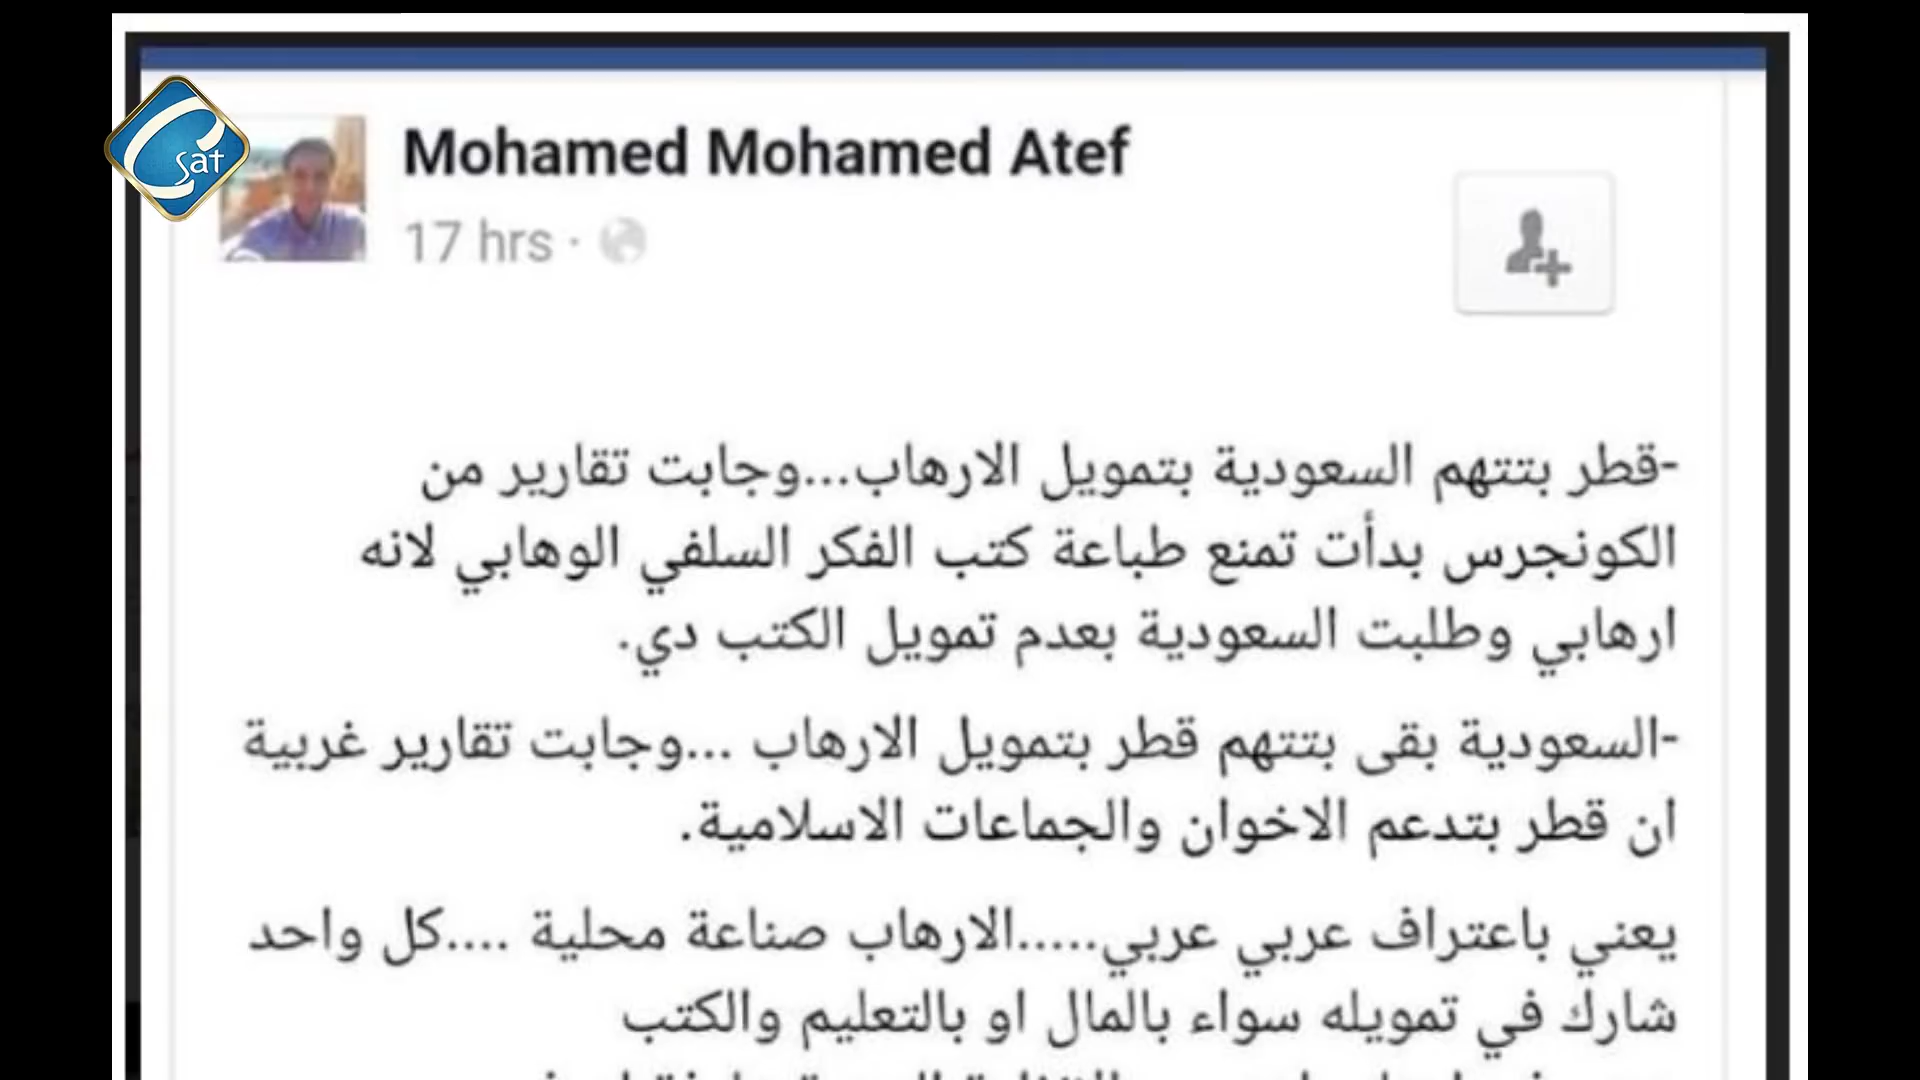 C sat
Mohamed Mohamed Atef
17 hrs ·
-قطر بتتهم السعودية بتمويل الارهاب...وجابت تقارير من
الكونجرس بدأت تمنع طباعة كتب الفكر السلفي الوهابي لانه
ارهابي وطلبت السعودية بعدم تمويل الكتب دي.
-السعودية بقى بتتهم قطر بتمويل الارهاب ...وجابت تقارير غربية
ان قطر بتدعم الاخوان والجماعات الاسلامية.
يعني باعتراف عربي عربي.....الارهاب صناعة محلية ....كل واحد
شارك في تمويله سواء بالمال او بالتعليم والكتب